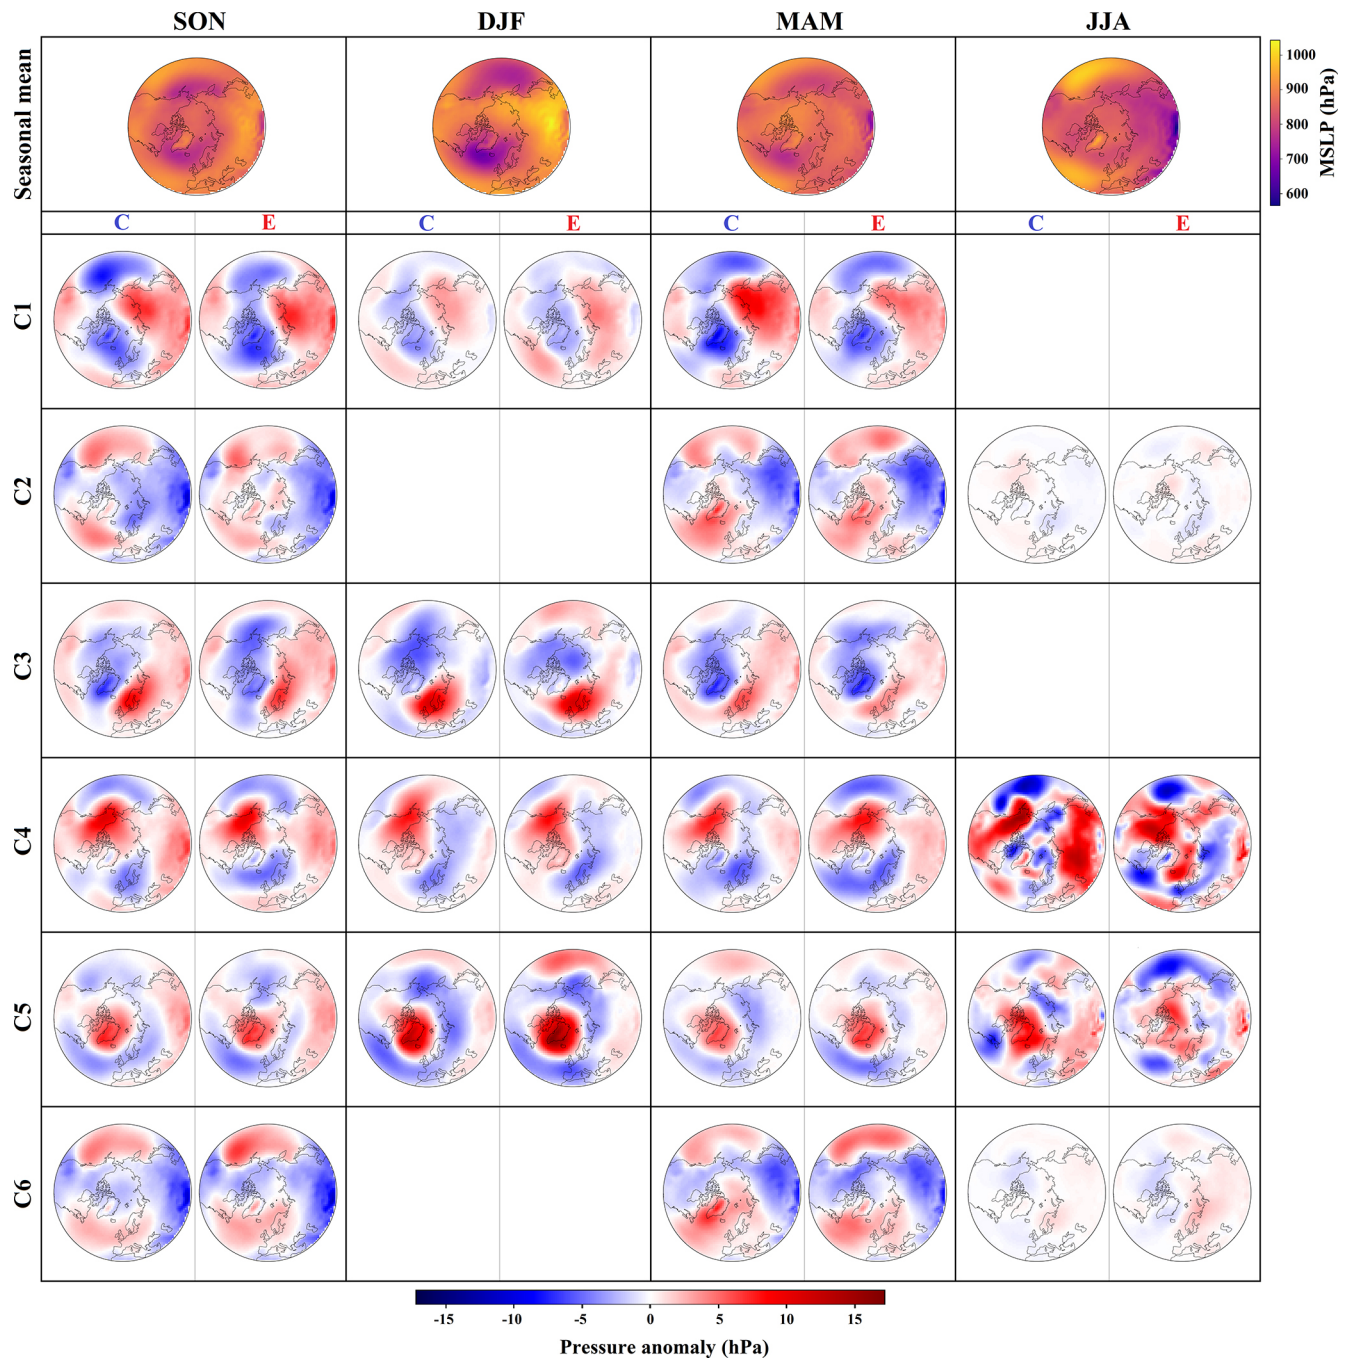 SON DJF MAM JJA
Seasonal mean
1000
900
800
700
600
MSLP (hPa)
C E C E C E C E
C1
C2
C3
C4
C5
C6
-15 -10 -5 0 5 10 15
Pressure anomaly (hPa)